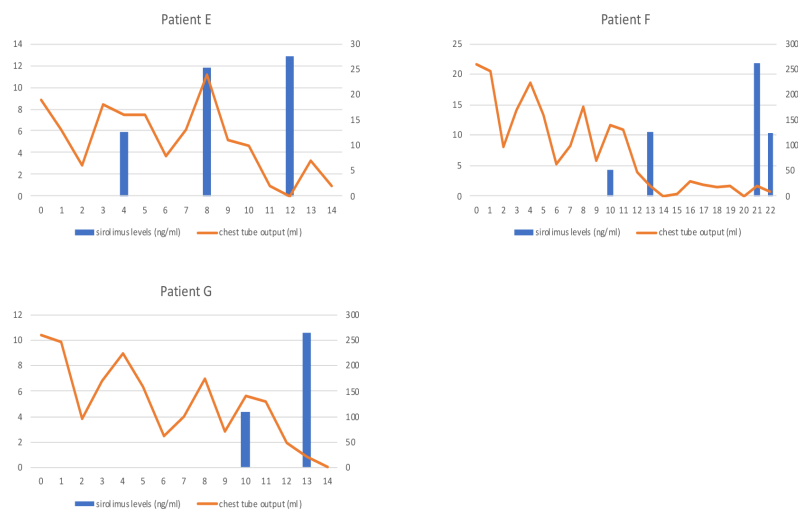 Patient E
14 30
12 25
10 20
8
6 15
4 10
2 5
0 0
0 1 2 3 4 5 6 7 8 9 10 11 12 13 14
sirolimus levels (ng/ml) chest tube output (ml)
Patient F
25 300
20 250
15 200
10 150
5 100
0 50
0
0 1 2 3 4 5 6 7 8 9 10 11 12 13 14 15 16 17 18 19 20 21 22
sirolimus levels (ng/ml) chest tube output (ml)
Patient G
12 300
10 250
8 200
6 150
4 100
2 50
0 0
0 1 2 3 4 5 6 7 8 9 10 11 12 13 14
sirolimus levels (ng/ml) chest tube output (ml)